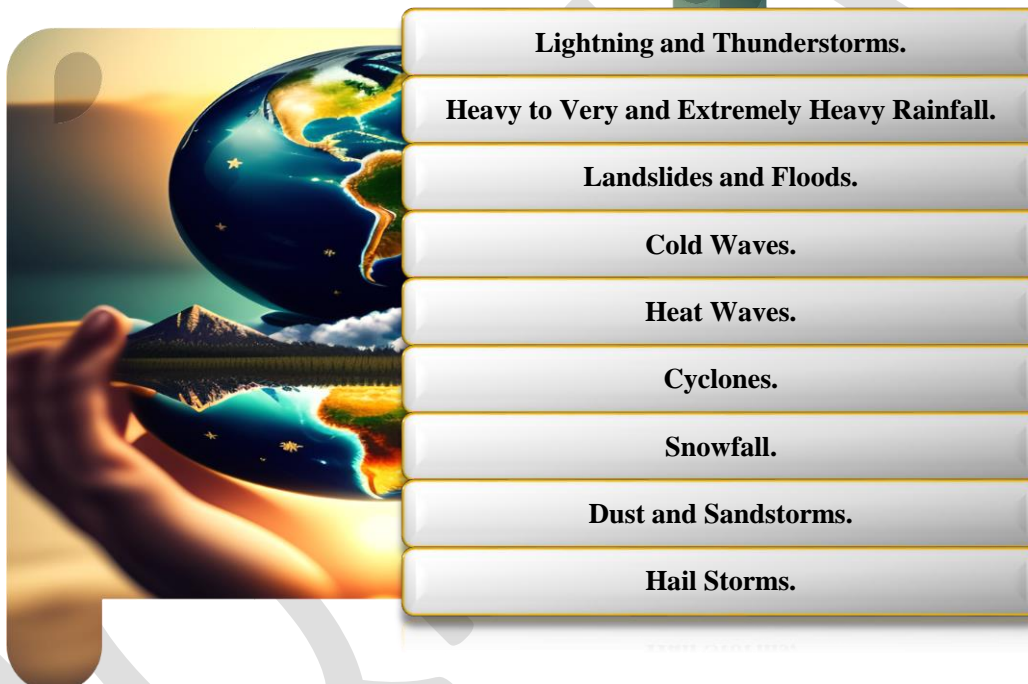 Lightning and Thunderstorms.
Heavy to Very and Extremely Heavy Rainfall.
Landslides and Floods.
Cold Waves.
Heat Waves.
Cyclones.
Snowfall.
Dust and Sandstorms.
Hail Storms.